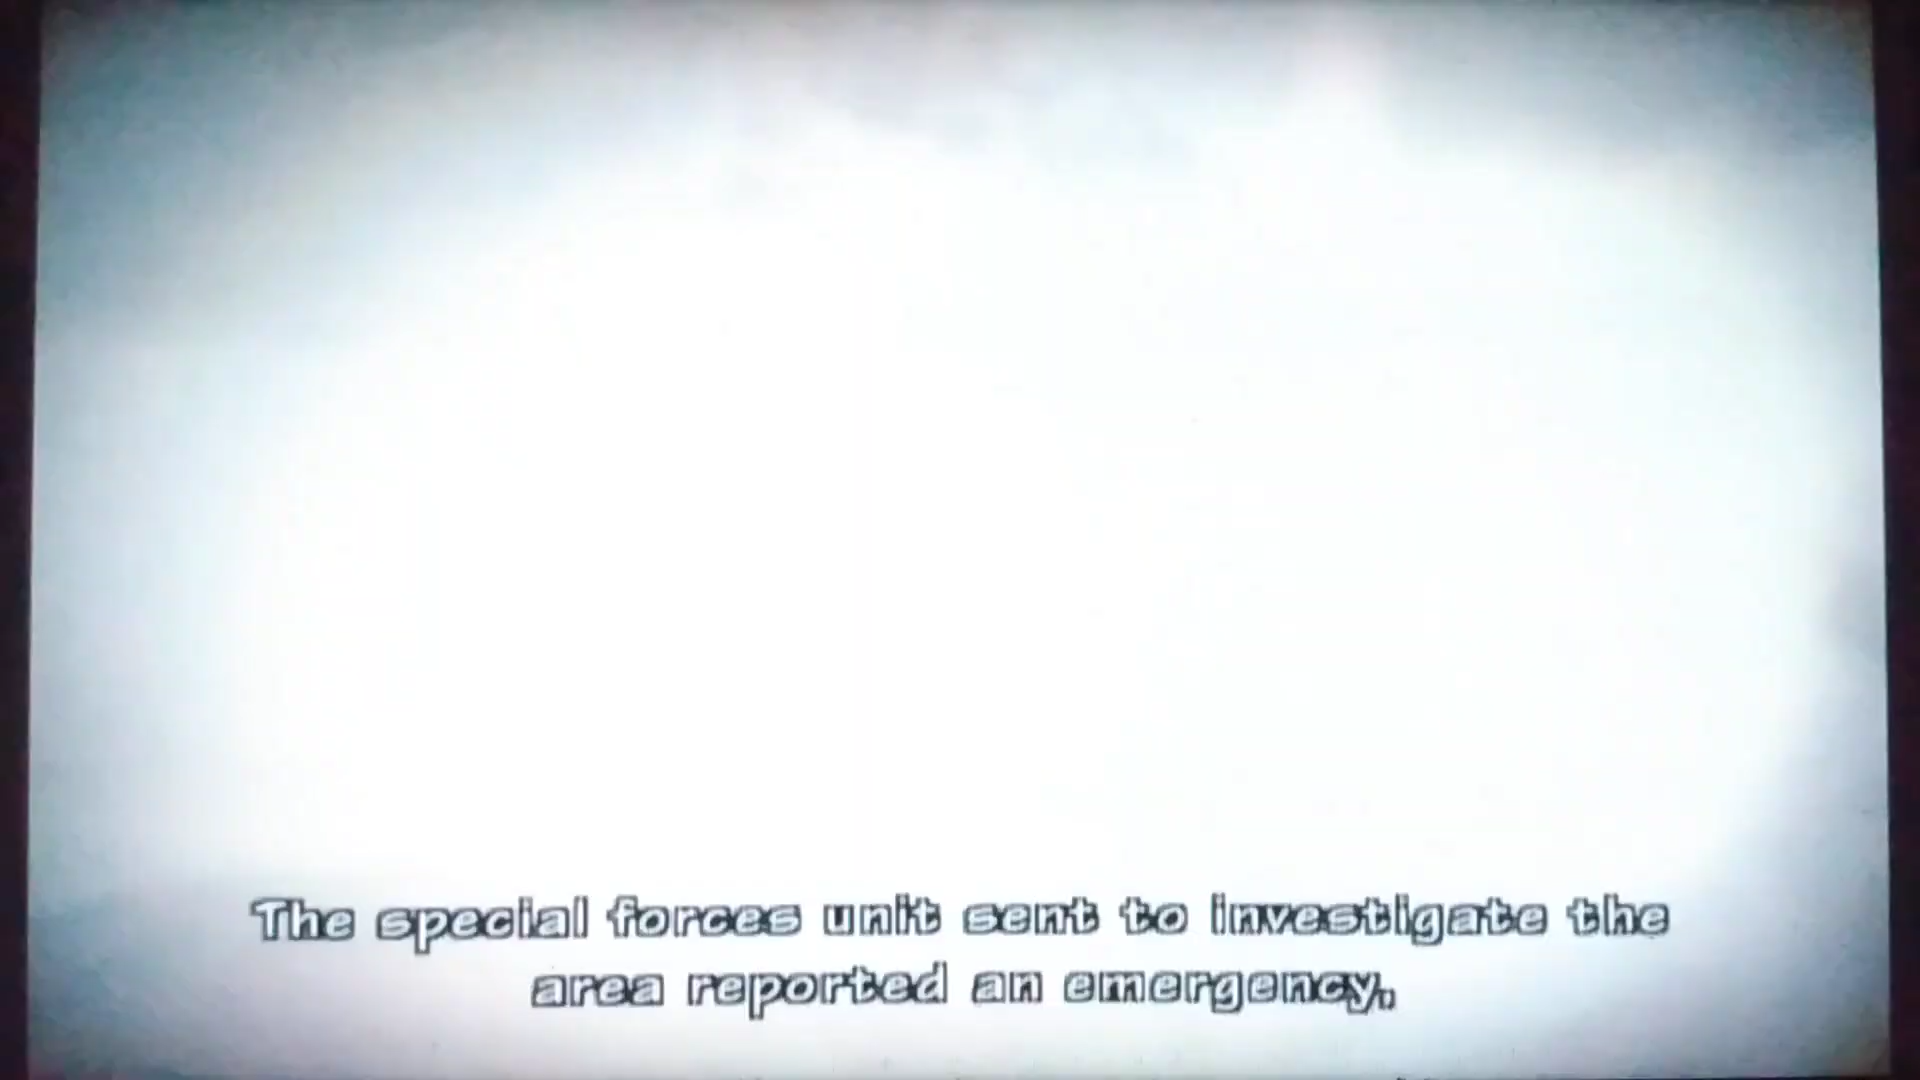 The special forces unit sent to investigate the
area reported an emergency,